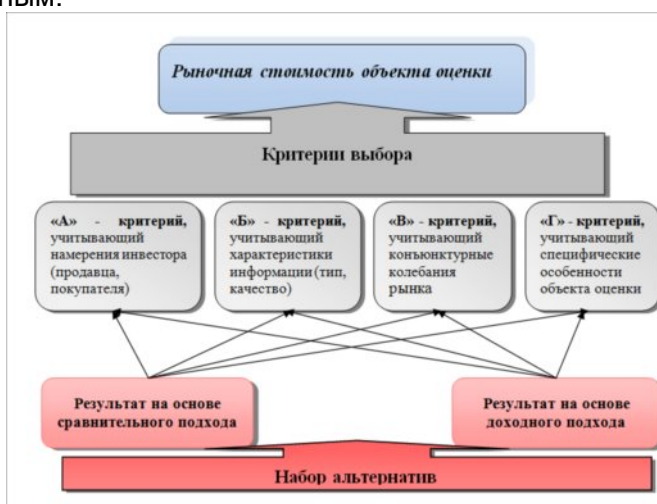 Рыночная стоимость объекта оценки
Критерии выбора
«А» - критерий,
учитывающий
намерения инвестора
(продавца,
покупателя)
«Б» - критерий,
учитывающий
характеристики
информации (тип,
качество)
«В» - критерий,
учитывающий
конъюнктурные
колебания
рынка
«Г» - критерий,
учитывающий
специфические
особенности
объекта оценки
Результат на основе
сравнительного подхода
Результат на основе
доходного подхода
Набор альтернатив